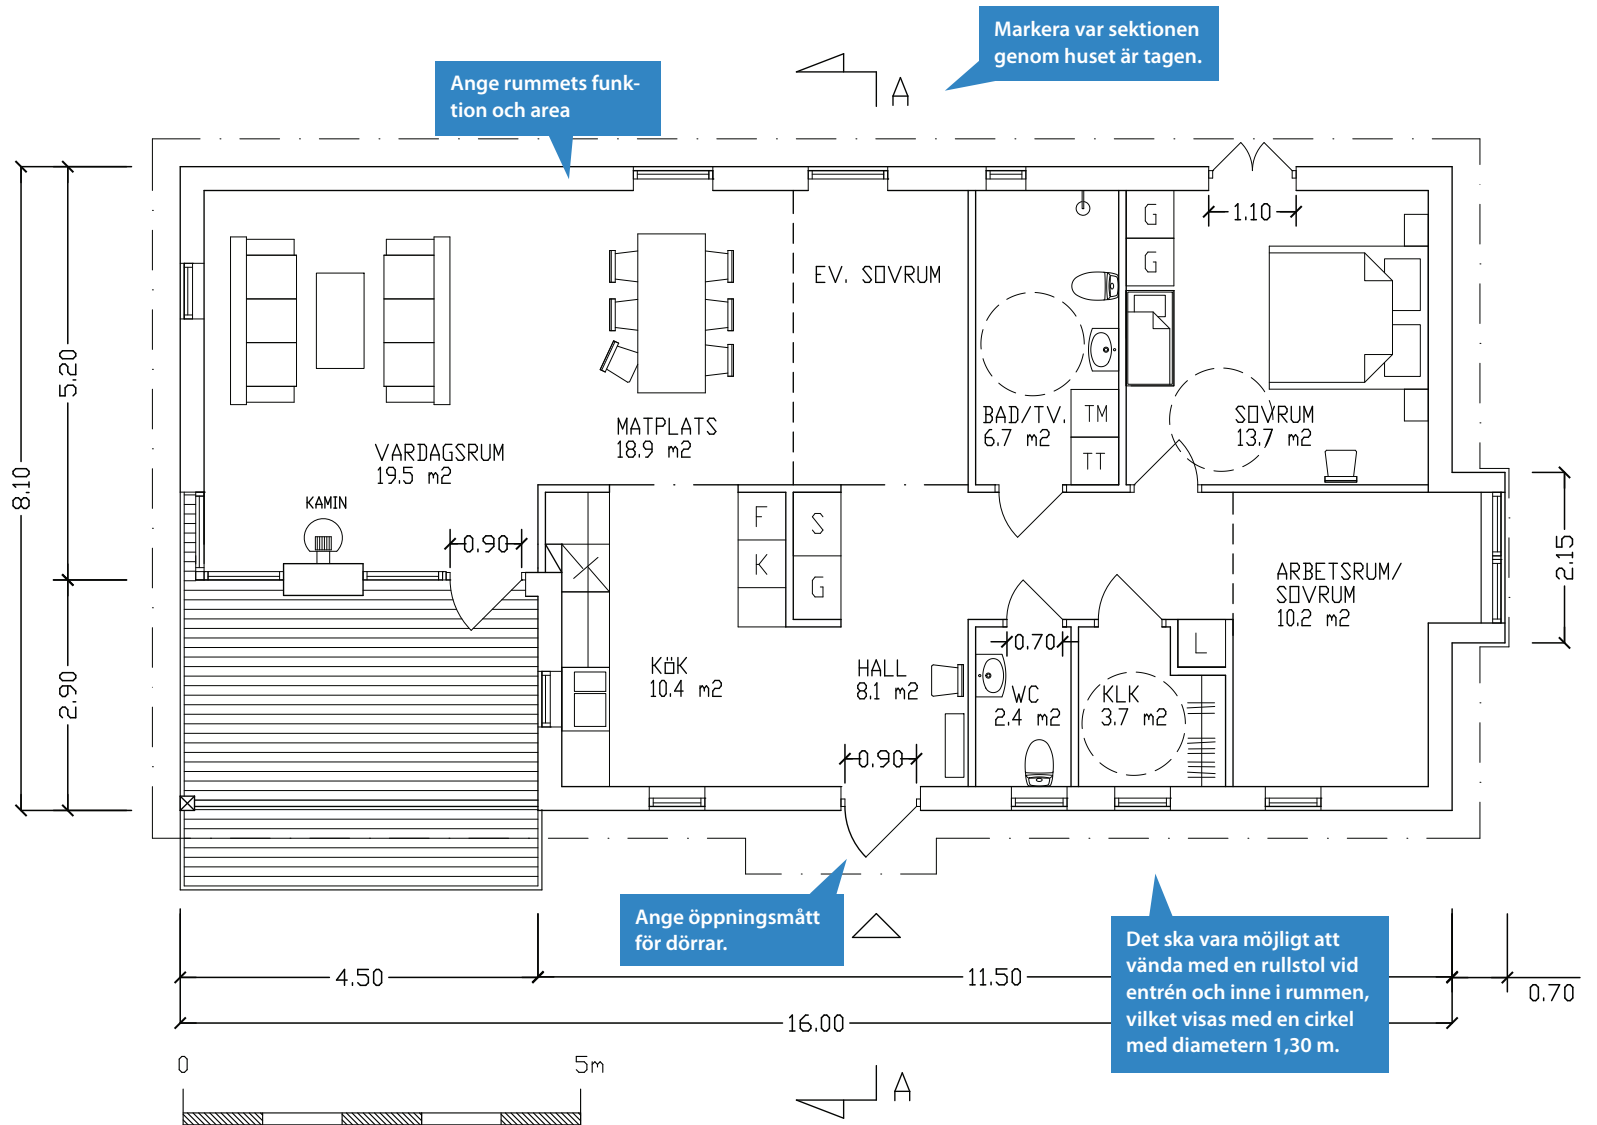 Markera var sektionen
genom huset är tagen.
Ange rummets funk-
tion och area
A
1.10
G
G
EV. SOVRUM
5.20
8.10
MATPLATS
18.9 m2
BAD/TV.
6.7 m2
TM
TT
SOVRUM
13.7 m2
VARDAGSRUM
19.5 m2
KAMIN
0.90
F
K
S
G
2.15
ARBETSRUM/
SOVRUM
10.2 m2
0.70
L
KöK
10.4 m2
HALL
8.1 m2
WC
2.4 m2
KLK
3.7 m2
2.90
0.90
Ange öppningsmått
för dörrar.
Det ska vara möjligt att
vända med en rullstol vid
entrén och inne i rummen,
vilket visas med en cirkel
med diametern 1,30 m.
4.50
11.50
0.70
16.00
0
5m
A